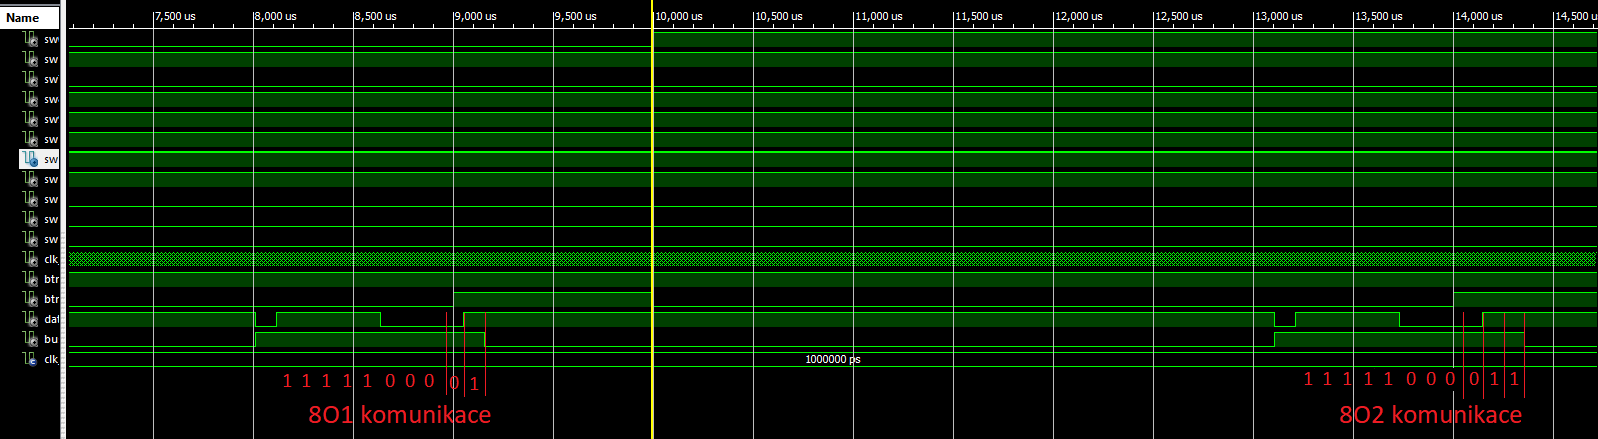 Name
7,500 us 8,000 us 8,500 us 9,000 us 9,500 us 10,000 us 10,500 us 11,000 us 11,500 us 12,000 us 12,500 us 13,000 us 13,500 us 14,000 us 14,500 u
sw
sw
sw
sw
sw
sw
sw
sw
sw
sw
sw
clk_
btr
btr
dat
bu
clk_ 1000000 ps
1 1 1 1 1 0 0 0 0 1 1 1 1 1 1 0 0 0 0 1 1
8O1 komunikace 8O2 komunikace